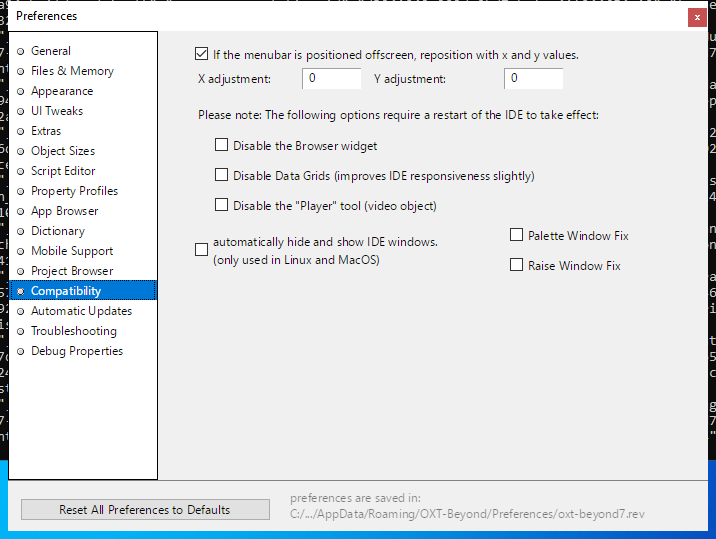 Preferences
x
General
Files & Memory
Appearance
UI Tweaks
Extras
Object Sizes
Script Editor
Property Profiles
App Browser
Dictionary
Mobile Support
Project Browser
Compatibility
Automatic Updates
Troubleshooting
Debug Properties
If the menubar is positioned offscreen, reposition with x and y values.
X adjustment: 0 Y adjustment: 0
Please note: The following options require a restart of the IDE to take effect:
Disable the Browser widget
Disable Data Grids (improves IDE responsiveness slightly)
Disable the "Player" tool (video object)
automatically hide and show IDE windows.
(only used in Linux and MacOS)
Palette Window Fix
Raise Window Fix
Reset All Preferences to Defaults
preferences are saved in:
C:/.../AppData/Roaming/OXT-Beyond/Preferences/oxt-beyond7.rev